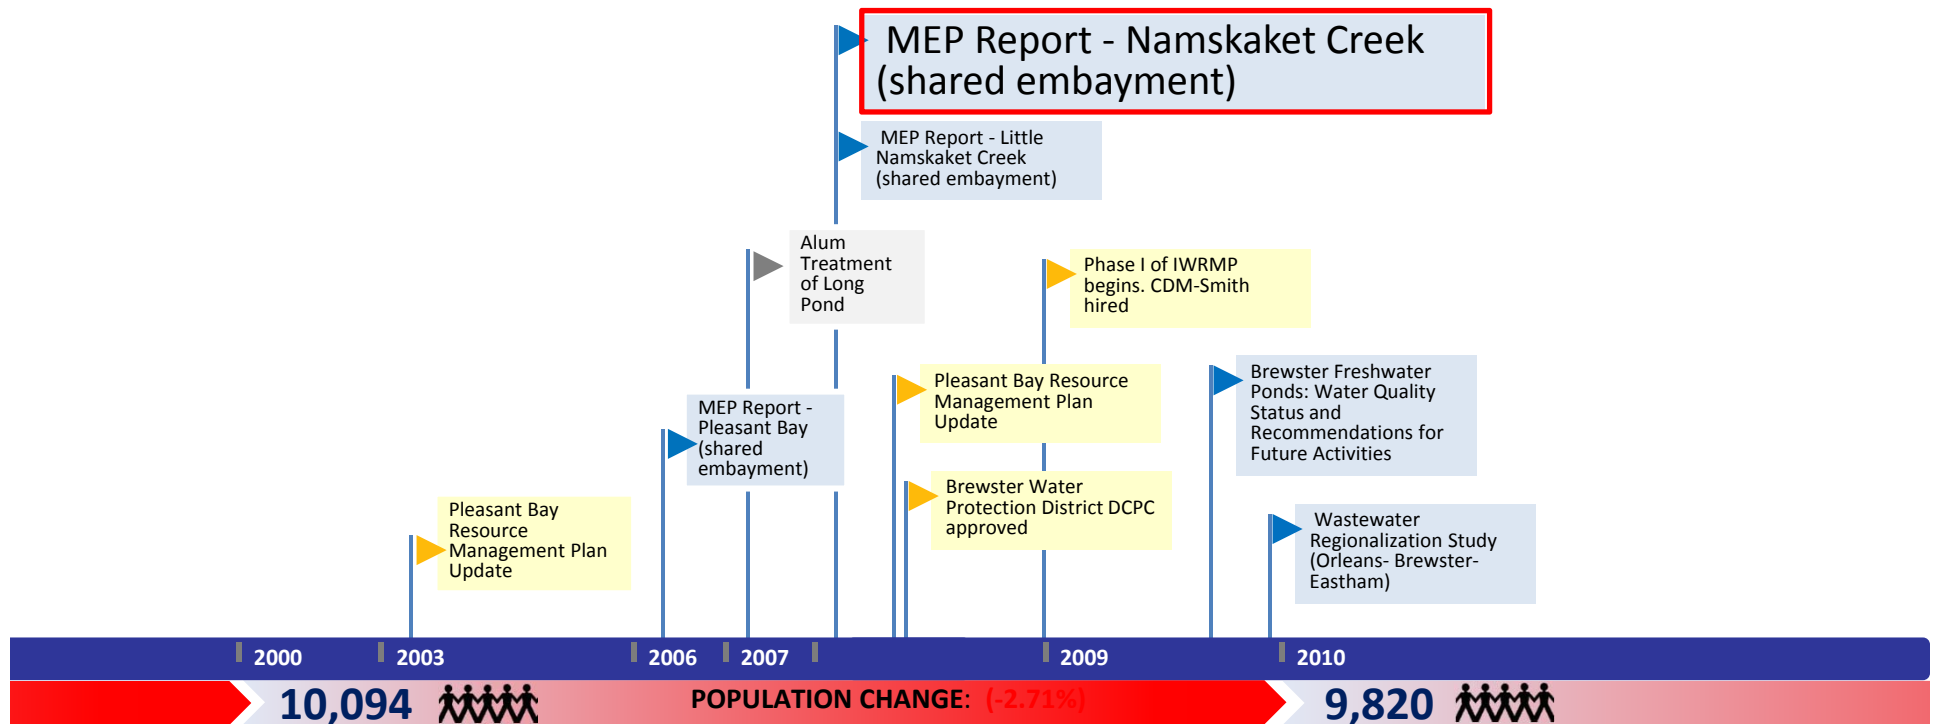 MEP Report - Namskaket Creek
(shared embayment)
MEP Report - Little
Namskaket Creek
(shared embayment)
Alum
Treatment
of Long
Pond
Phase I of IWRMP
begins. CDM-Smith
hired
Pleasant Bay Resource
Management Plan
Update
Brewster Freshwater
Ponds: Water Quality
Status and
Recommendations for
Future Activities
MEP Report -
Pleasant Bay
(shared
embayment)
Brewster Water
Protection District DCPC
approved
Pleasant Bay
Resource
Management Plan
Update
Wastewater
Regionalization Study
(Orleans- Brewster-
Eastham)
2000 2003 2006 2007 2009 2010
10,094 POPULATION CHANGE: (-2.71%) 9,820